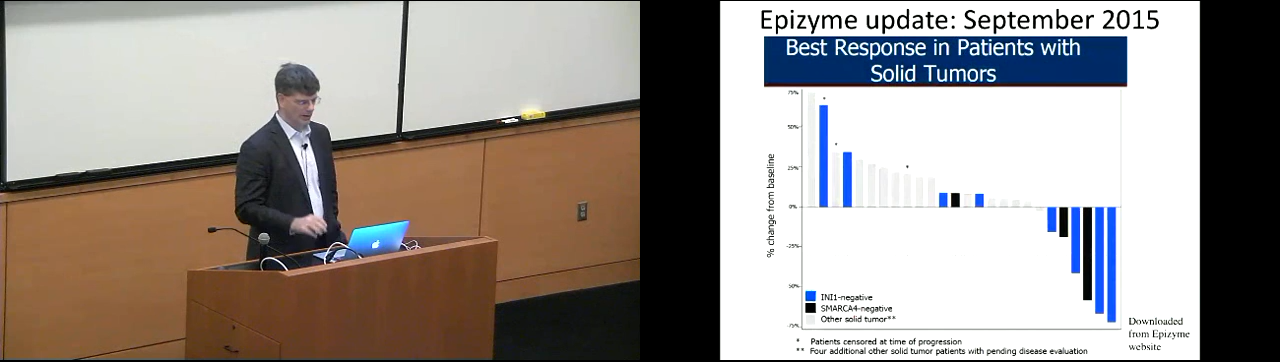 Epizyme update: September 2015
Best Response in Patients with
Solid Tumors
75%
50%
25%
0%
-25%
50%
-75%
% change from baseline
*
*
*
INI1-negative
SMARCA4-negative
Other solid tumor**
* Patients censored at time of progression
** Four additional other solid tumor patients with pending disease evaluation
Downloaded
from Epizyme
website